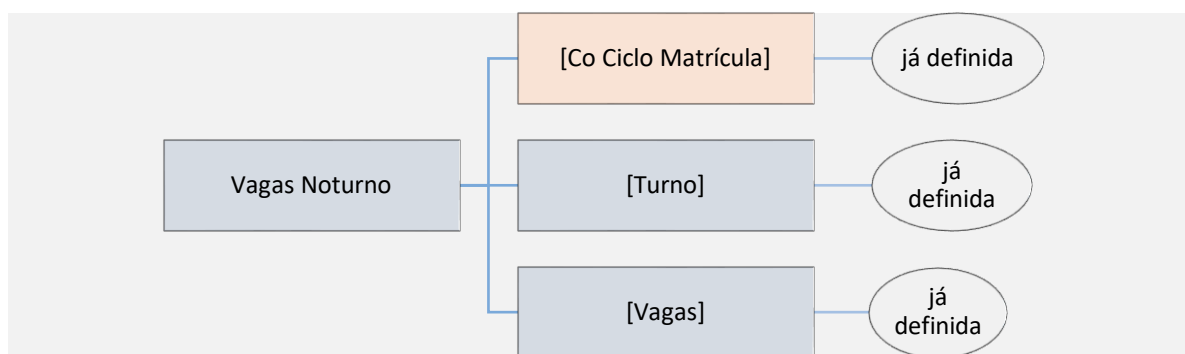 [Co Ciclo Matrícula]
já definida
Vagas Noturno
[Turno]
já
definida
[Vagas]
já
definida